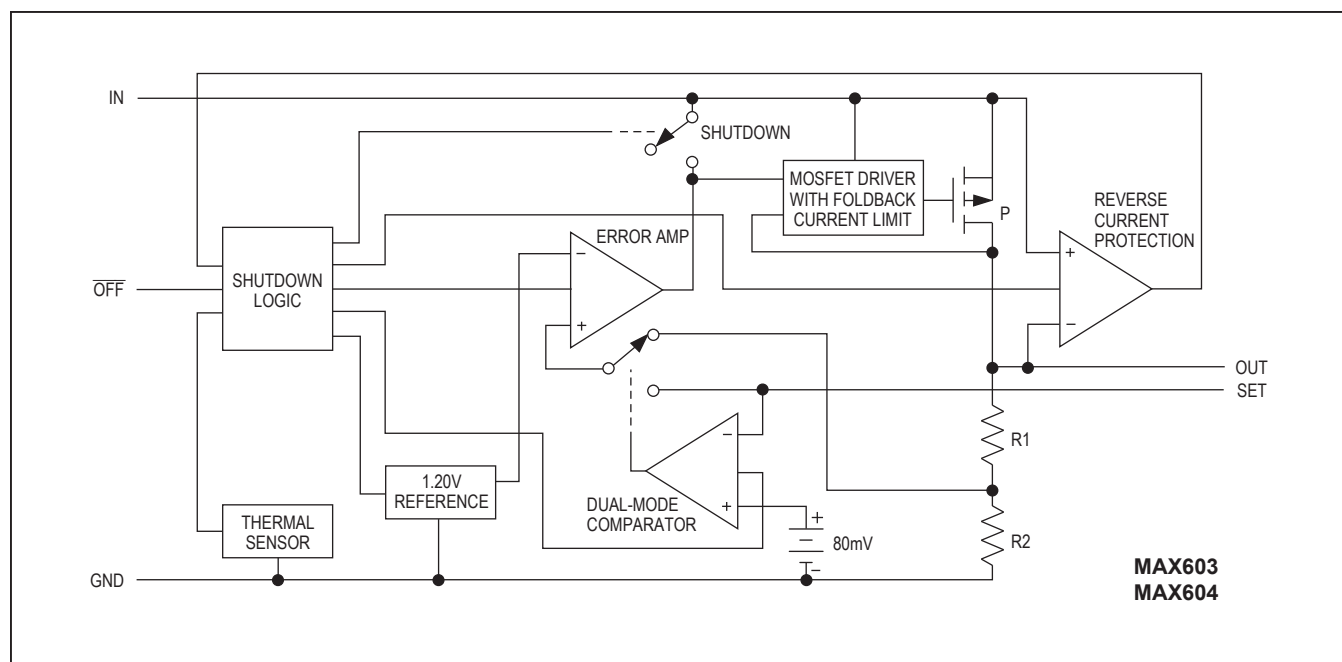 IN
SHUTDOWN
MOSFET DRIVER
WITH FOLDBACK
CURRENT LIMIT
P
REVERSE
CURRENT
PROTECTION
+
−
ERROR AMP
−
+
SHUTDOWN
LOGIC
OFF
OUT
SET
R1
−
+
1.20V
REFERENCE
DUAL-MODE
COMPARATOR
+
−
80mV
R2
THERMAL
SENSOR
GND
MAX603
MAX604